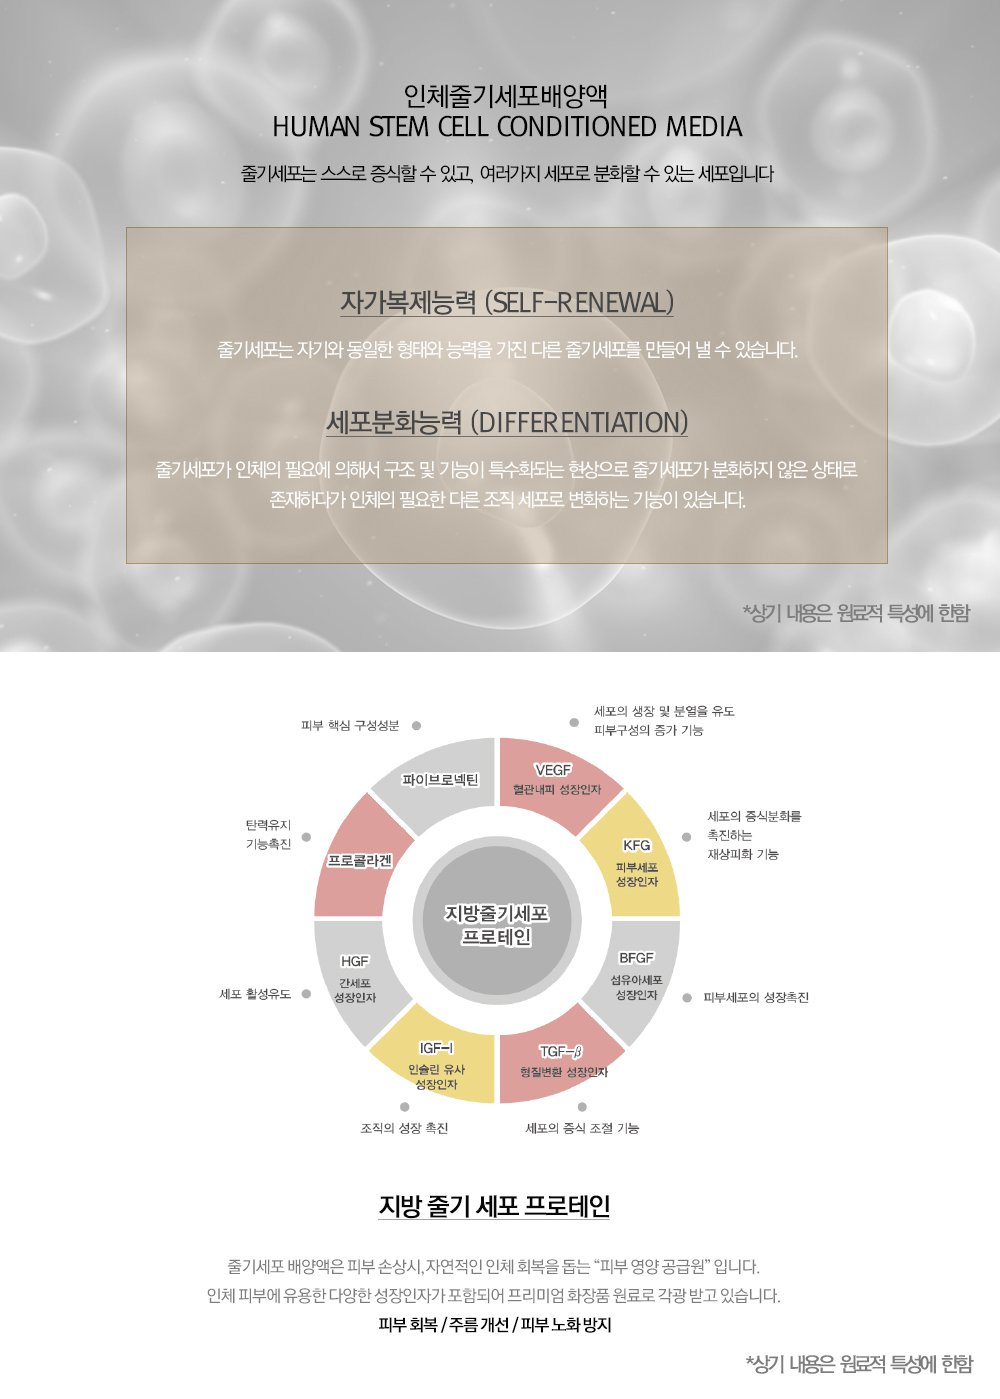 인체줄기세포배양액
HUMAN STEM CELL CONDITIONED MEDIA
줄기세포는 스스로 증식할 수 있고, 여러가지 세포로 분화할 수 있는 세포입니다
자가복제능력 (SELF-RENEWAL)
줄기세포는 자기와 동일한 형태와 능력을 가진 다른 줄기세포를 만들어 낼 수 있습니다.
세포분화능력 (DIFFERENTIATION)
줄기세포가 인체의 필요에 의해서 구조 및 기능이 특수화되는 현상으로 줄기세포가 분화하지 않은 상태로
존재하다가 인체의 필요한 다른 조직 세포로 변화하는 기능이 있습니다.
*상기 내용은 원료적 특성에 한함
피부 핵심 구성성분
세포의 생장 및 분열을 유도
피부구성의 증가 기능
파이브로넥틴
VEGF
혈관내피 성장인자
탄력유지
기능촉진
프로콜라겐
KFG
피부세포
성장인자
세포의 증식분화를
촉진하는
재상피화 기능
지방줄기세포
프로테인
HGF
간세포
성장인자
세포 활성유도
BFGF
섬유아세포
성장인자
피부세포의 성장촉진
IGF-I
인슐린 유사
성장인자
조직의 성장 촉진
TGF-β
형질변환 성장인자
세포의 증식 조절 기능
지방 줄기 세포 프로테인
줄기세포 배양액은 피부 손상시, 자연적인 인체 회복을 돕는 “피부 영양 공급원” 입니다.
인체 피부에 유용한 다양한 성장인자가 포함되어 프리미엄 화장품 원료로 각광 받고 있습니다.
피부 회복 / 주름 개선 / 피부 노화 방지
*상기 내용은 원료적 특성에 한함